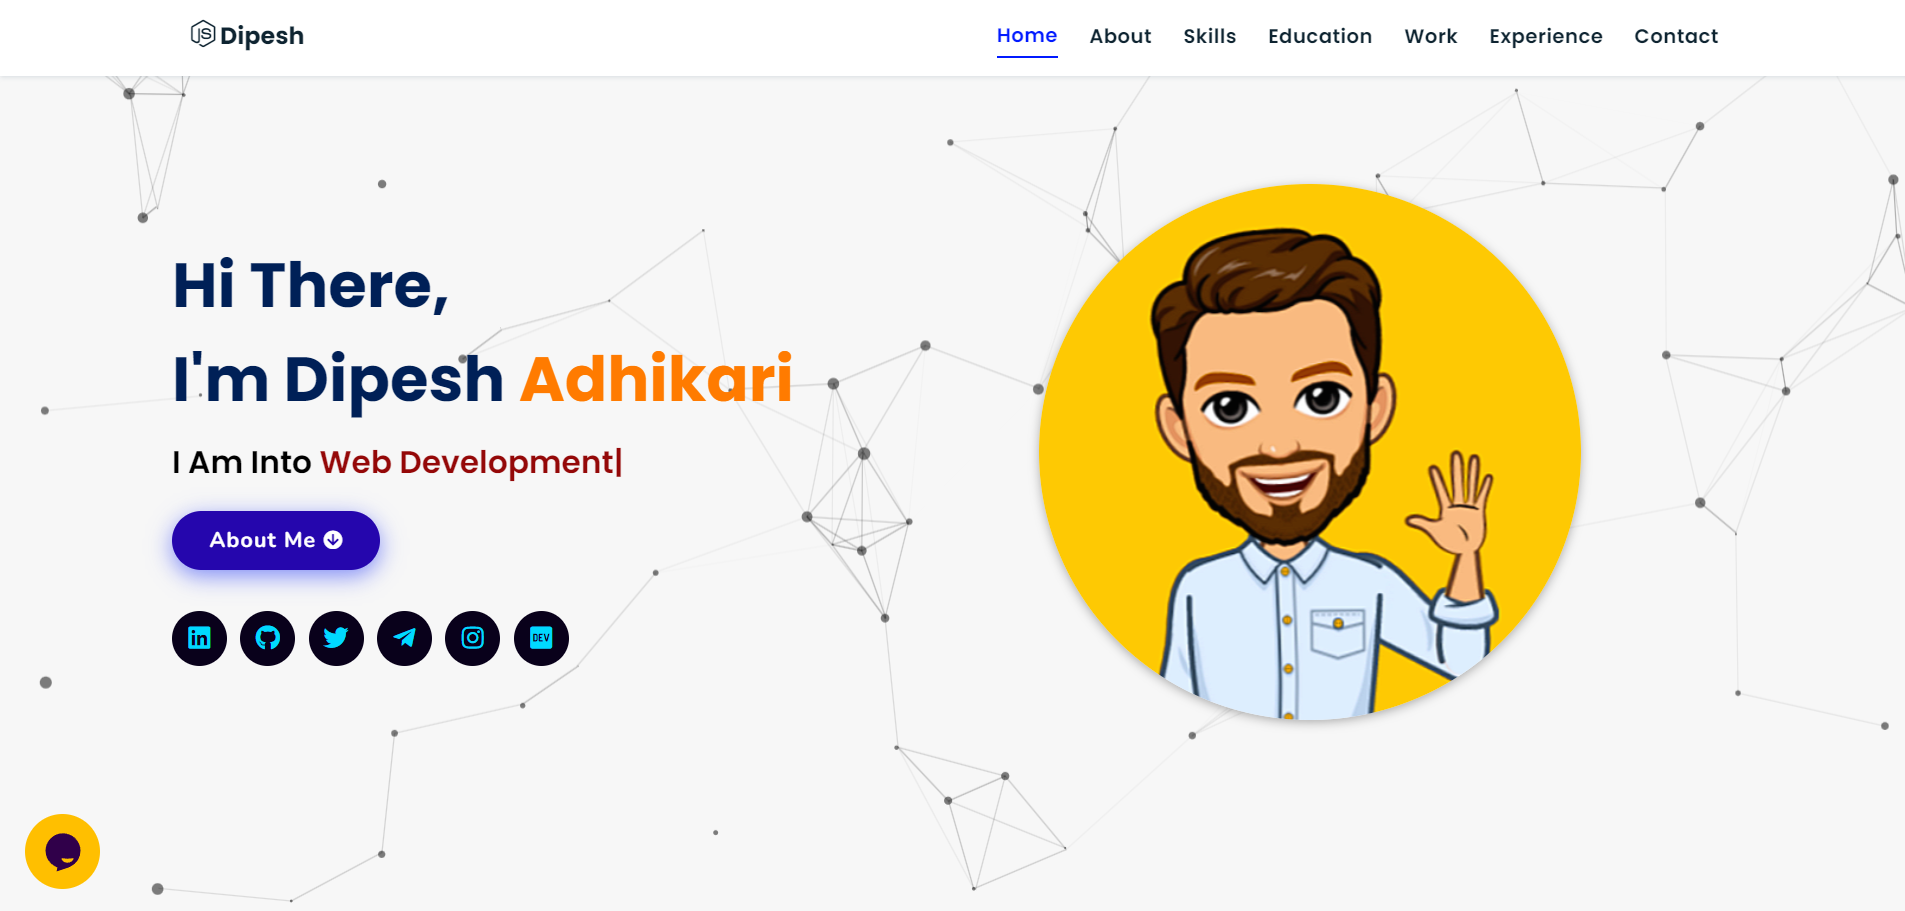 Dipesh
Home About Skills Education Work Experience Contact
Hi There,
I'm Dipesh Adhikari
I Am Into Web Development|
About Me
DEV